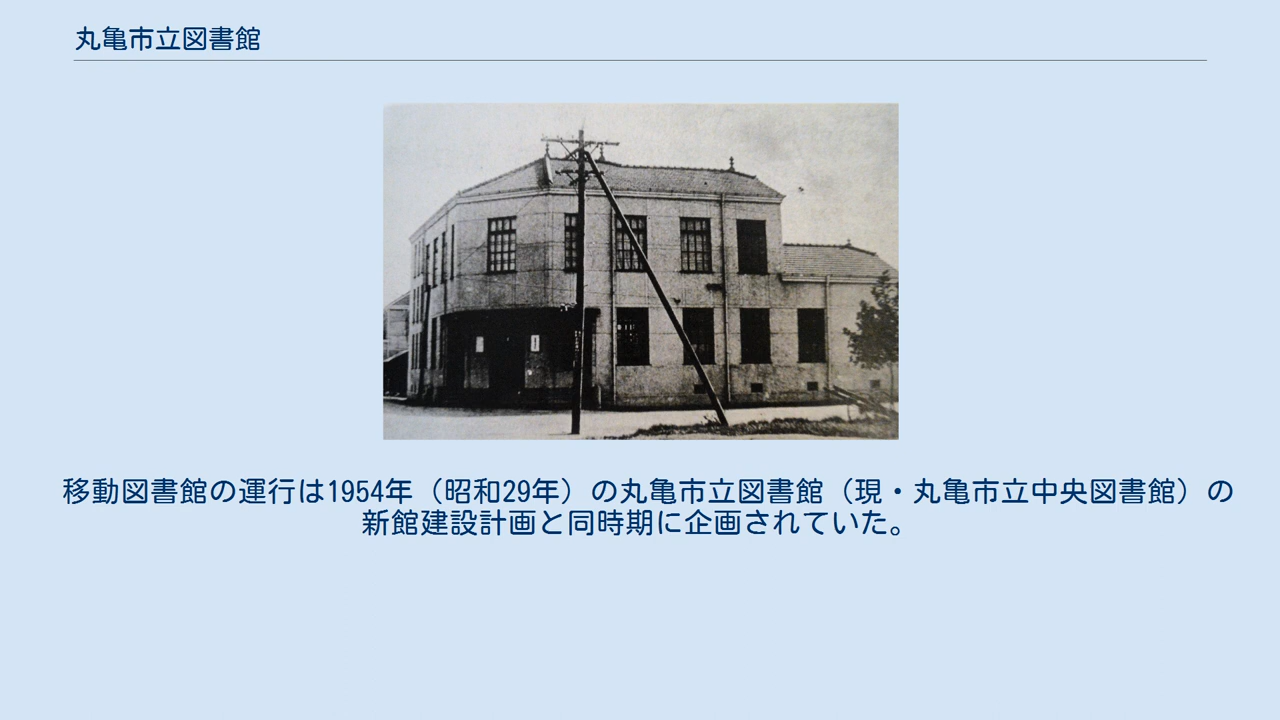 丸亀市立図書館
移動図書館の運行は1954年（昭和29年）の丸亀市立図書館（現・丸亀市立中央図書館）の
新館建設計画と同時期に企画されていた。